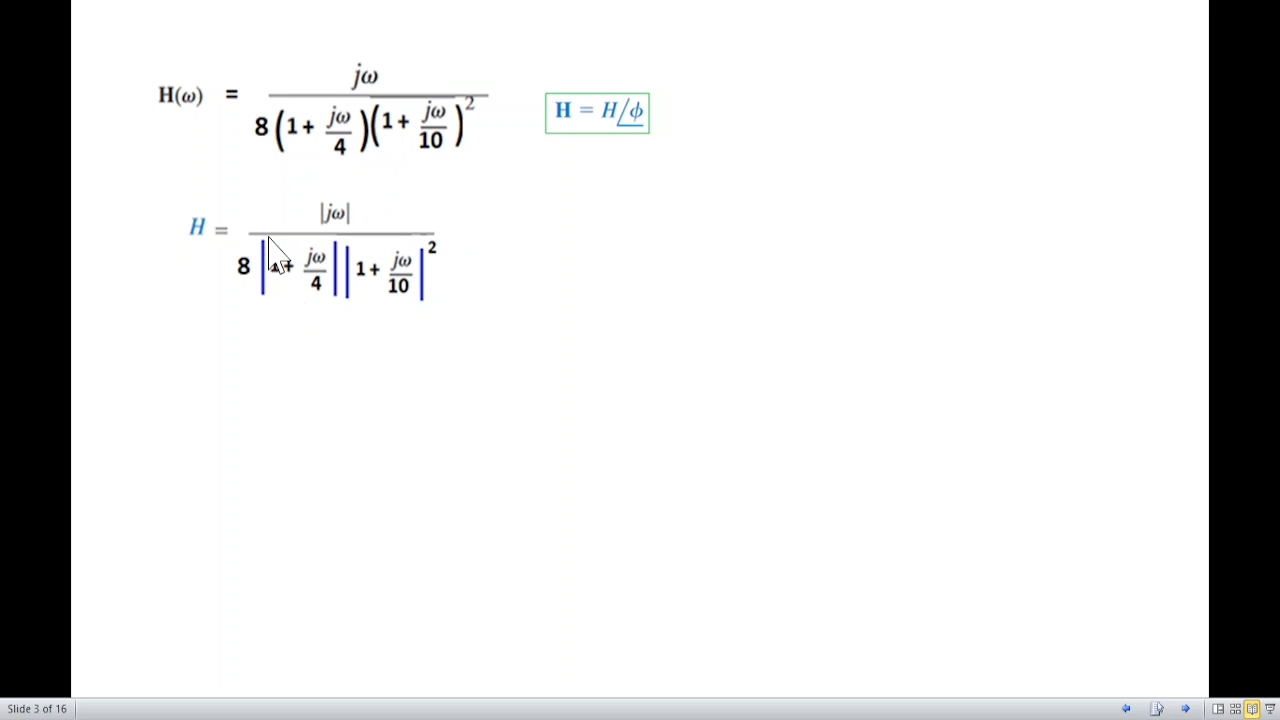 H(ω) = jω / 8 (1 + jω/4)(1 + jω/10)²
H = H/φ
H = |jω| / 8 |1 + jω/4| |1 + jω/10|²
Slide 3 of 16